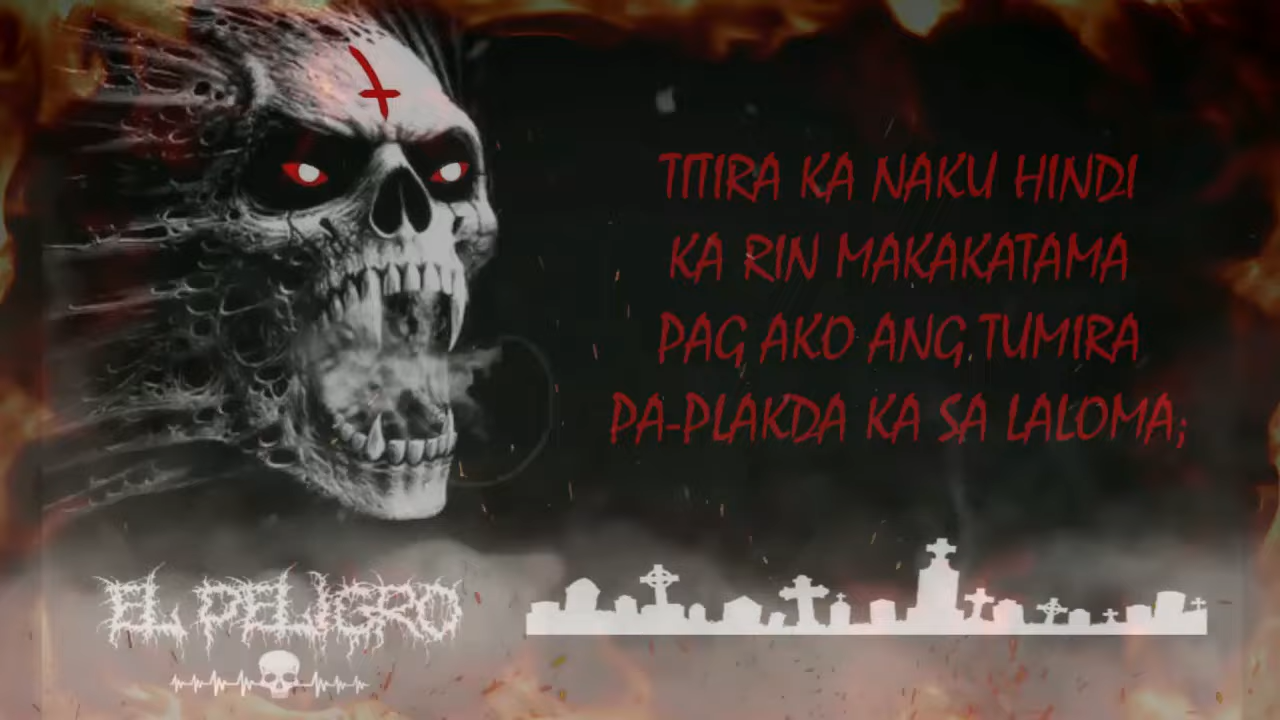 TITIRA KA NAKU HINDI
KA RIN MAKAKATAMA
PAG AKO ANG TUMIRA
PA-PLAKDA KA SA LALOMA;
EL PELIGRO